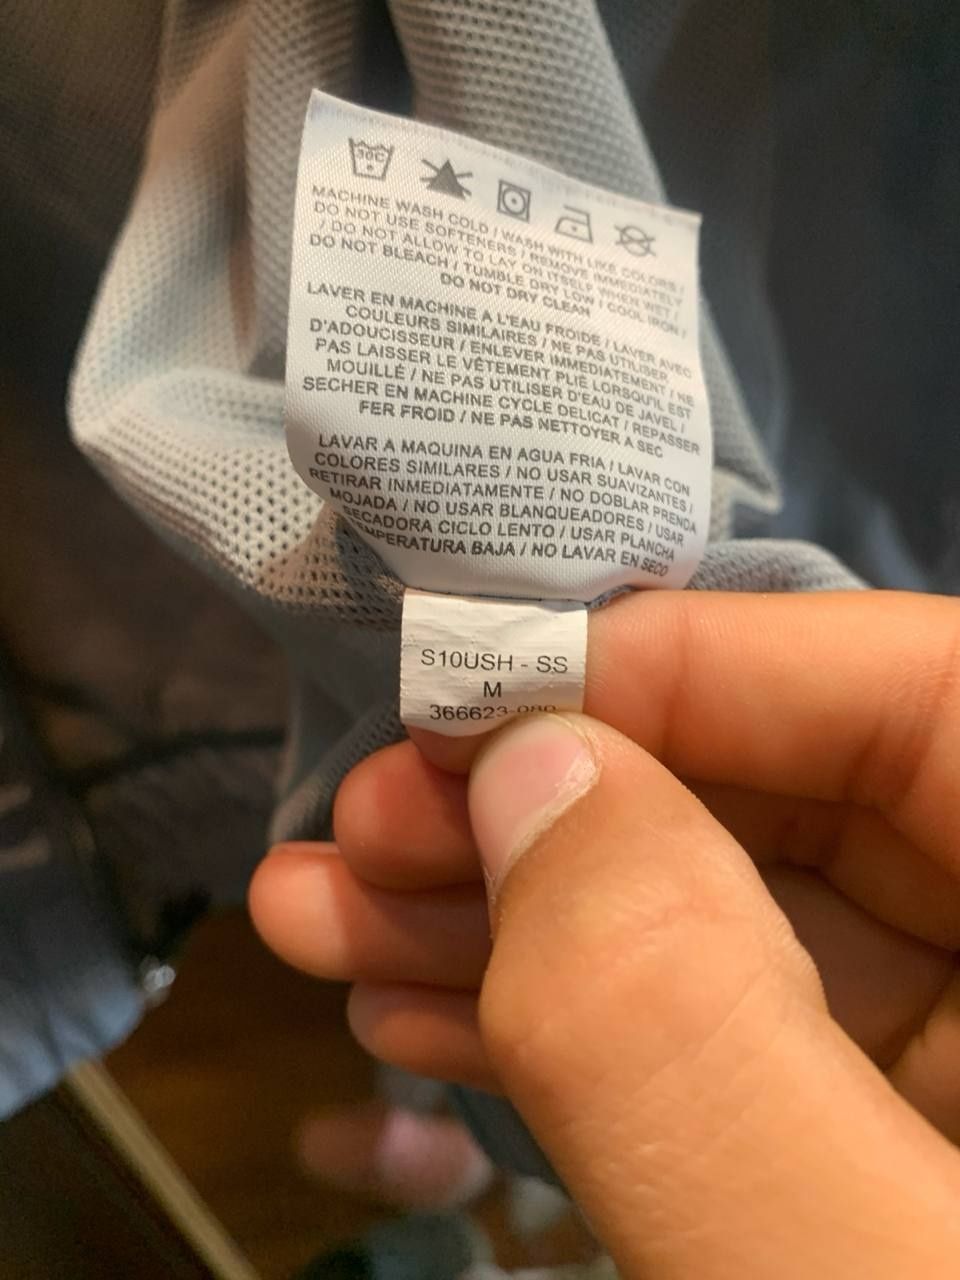 30C
MACHINE WASH COLD / WASH WITH LIKE COLORS /
DO NOT USE SOFTENERS / REMOVE IMMEDIATELY
/ DO NOT ALLOW TO LAY ON ITSELF WHEN WET /
DO NOT BLEACH / TUMBLE DRY LOW / COOL IRON /
DO NOT DRY CLEAN
LAVER EN MACHINE A L'EAU FROIDE / LAVER AVEC
COULEURS SIMILAIRES / NE PAS UTILISER
D'ADOUCISSEUR / ENLEVER IMMEDIATEMENT / NE
PAS LAISSER LE VÊTEMENT PLIÉ LORSQU'IL EST
MOUILLÉ / NE PAS UTILISER D'EAU DE JAVEL /
SECHER EN MACHINE CYCLE DELICAT / REPASSER
FER FROID / NE PAS NETTOYER A SEC
LAVAR A MAQUINA EN AGUA FRIA / LAVAR CON
COLORES SIMILARES / NO USAR SUAVIZANTES /
RETIRAR INMEDIATAMENTE / NO DOBLAR PRENDA
MOJADA / NO USAR BLANQUEADORES / USAR
SECADORA CICLO LENTO / USAR PLANCHA
TEMPERATURA BAJA / NO LAVAR EN SECO
S10USH - SS
M
366623-